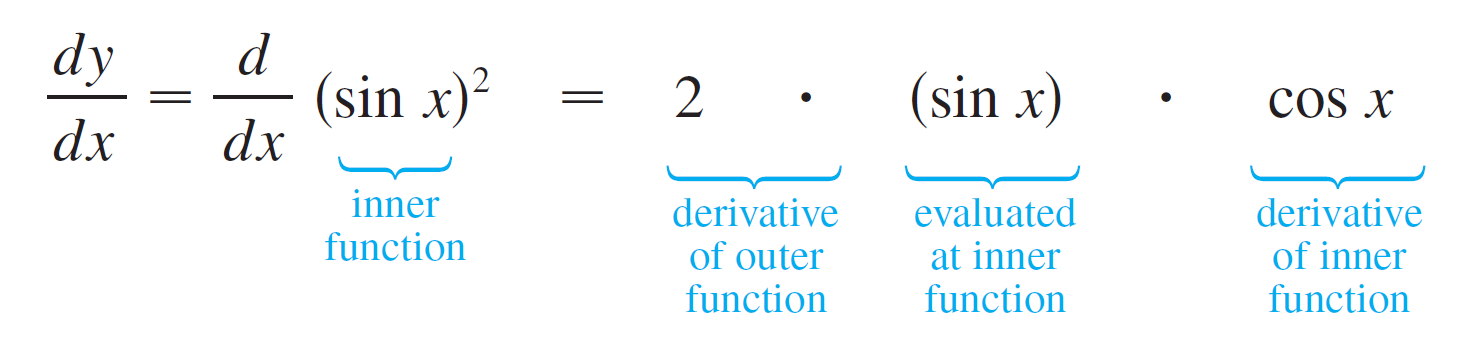 dy/dx = d/dx (sin x)² = 2 · (sin x) · cos x
inner function
derivative of outer function
evaluated at inner function
derivative of inner function